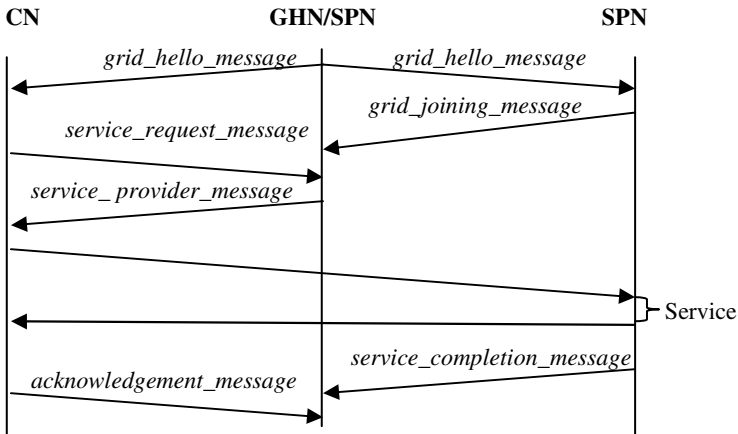 CN GHN/SPN SPN
grid_hello_message grid_hello_message
grid_joining_message
service_request_message
service_ provider_message
Service
service_completion_message
acknowledgement_message